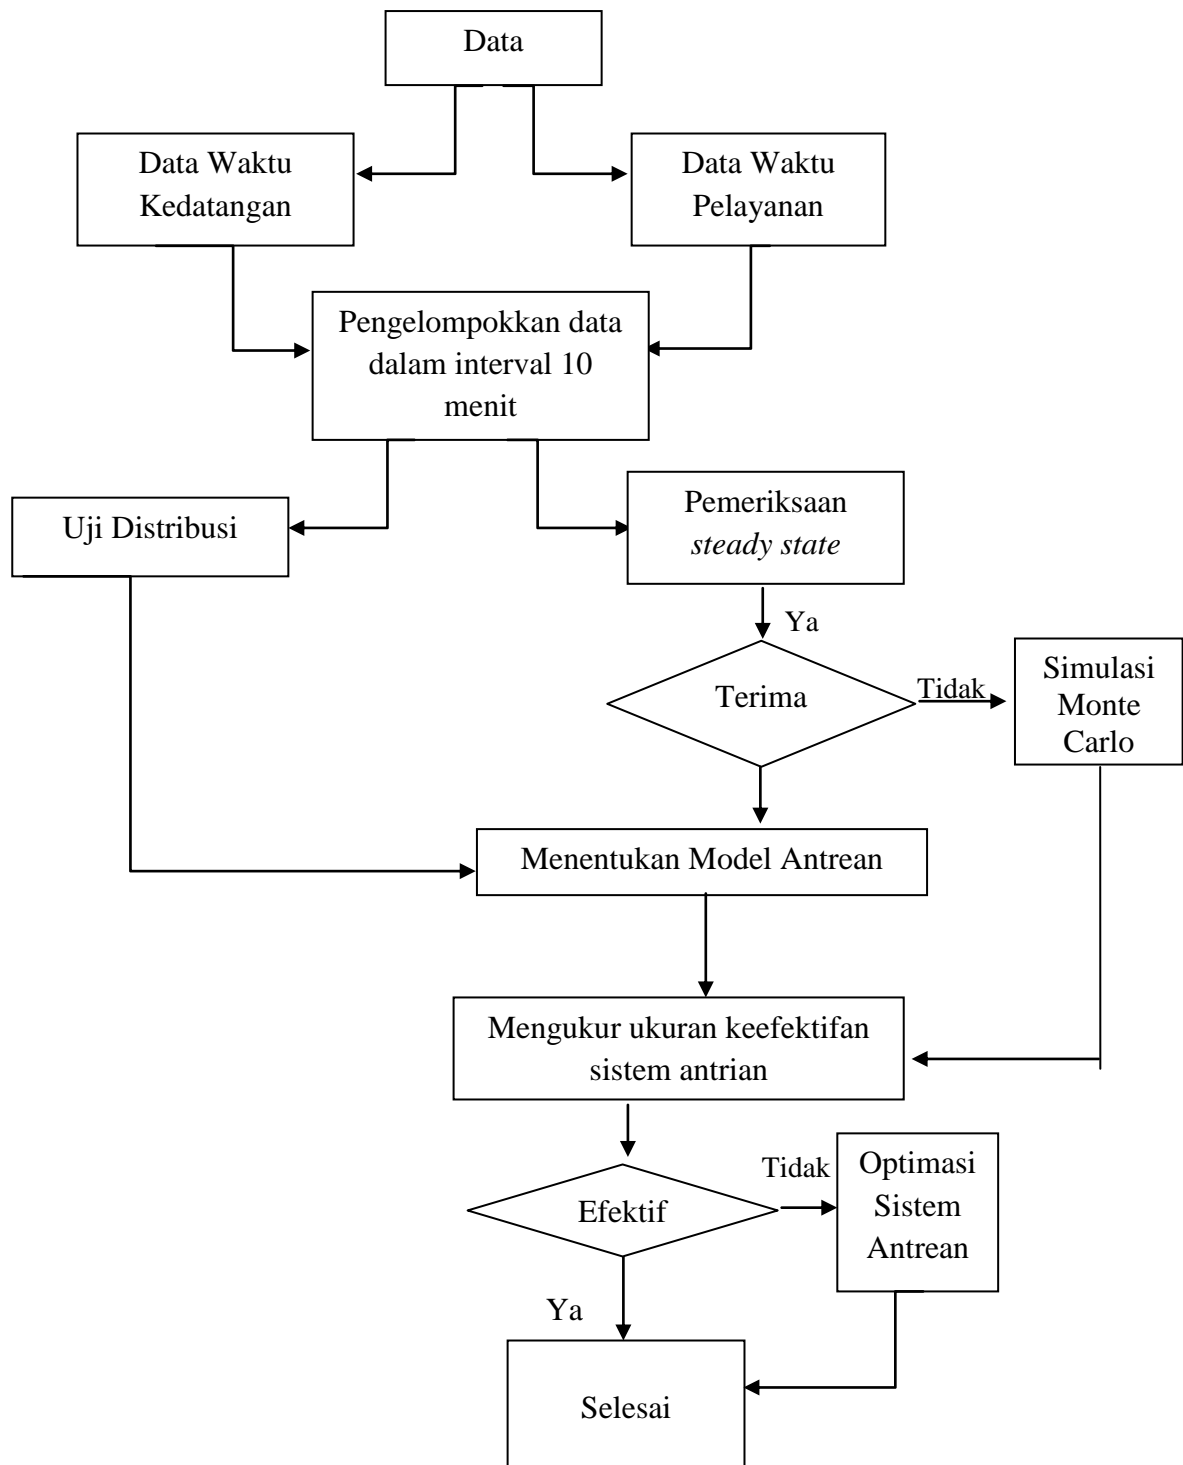 Data
Data Waktu
Kedatangan
Data Waktu
Pelayanan
Pengelompokkan data
dalam interval 10
menit
Uji Distribusi
Pemeriksaan
steady state
Ya
Terima
Tidak
Simulasi
Monte
Carlo
Menentukan Model Antrean
Mengukur ukuran keefektifan
sistem antrian
Efektif
Tidak
Optimasi
Sistem
Antrean
Ya
Selesai